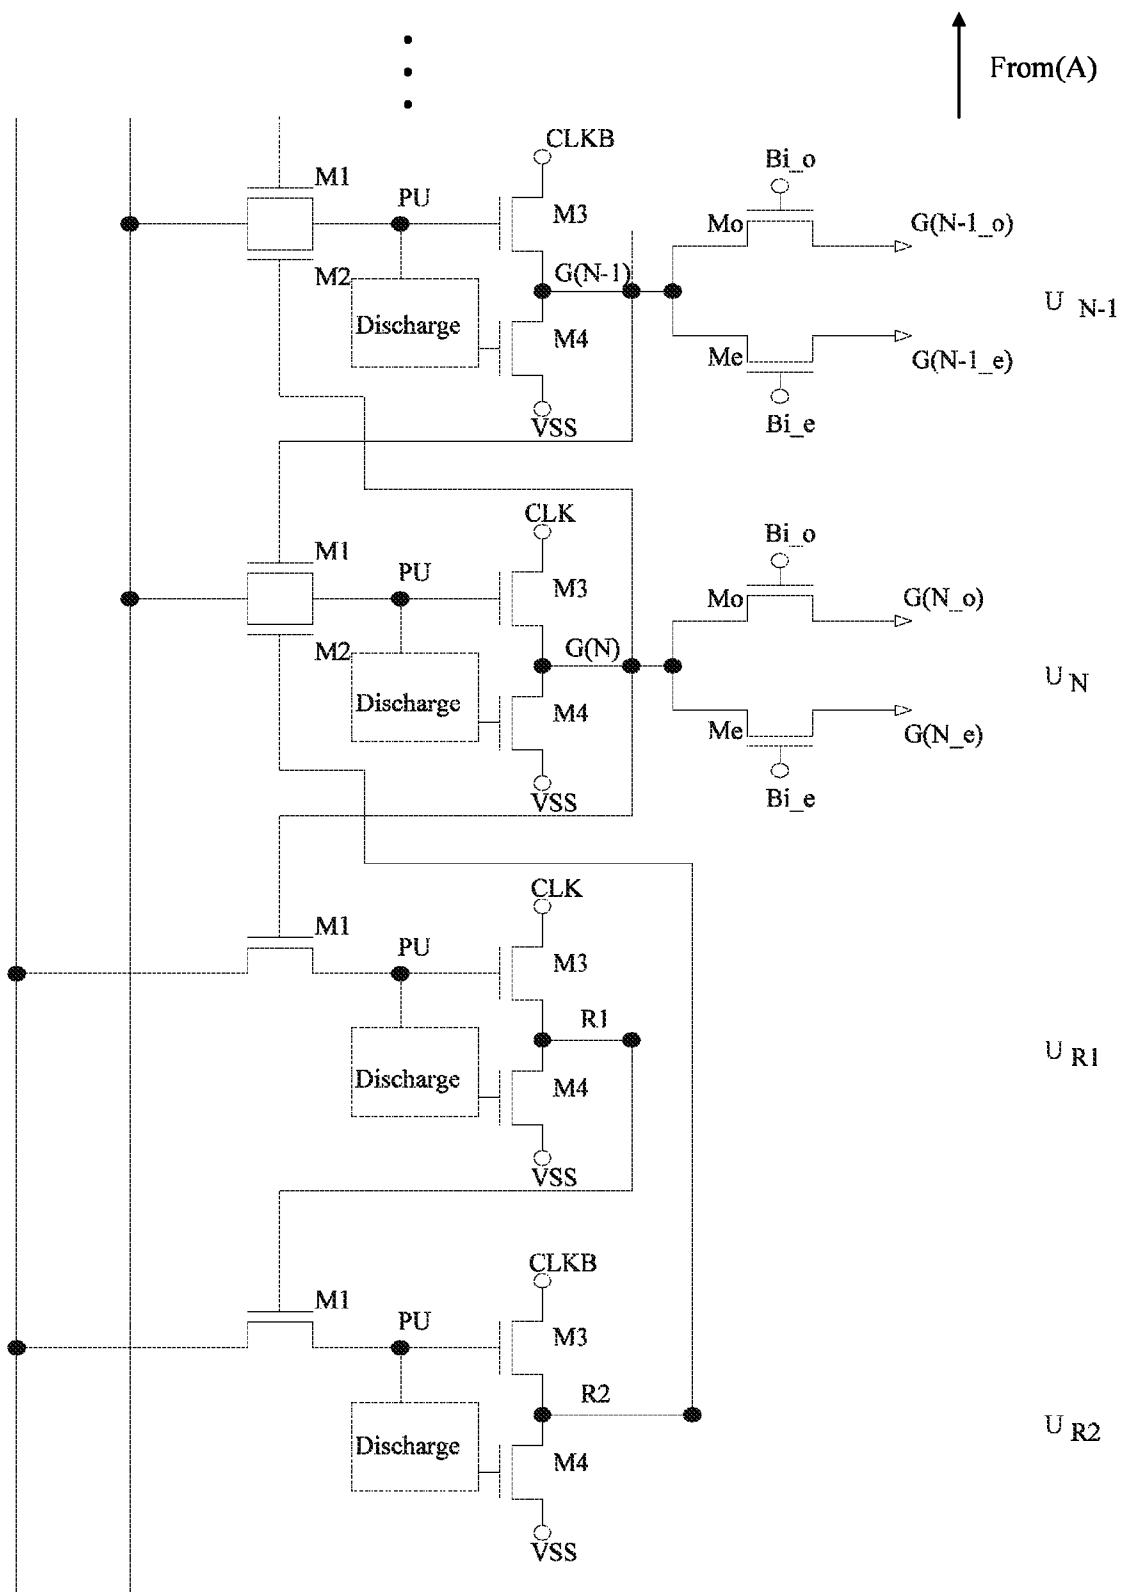 From(A)
CLKB
Bi_o
M1
PU
M3
Mo
G(N-1_o)
M2
G(N-1)
U N-1
Discharge
M4
Me
G(N-1_e)
VSS
Bi_e
CLK
Bi_o
M1
PU
M3
Mo
G(N_o)
M2
G(N)
U N
Discharge
M4
Me
G(N_e)
VSS
Bi_e
CLK
M1
PU
M3
R1
U R1
Discharge
M4
VSS
CLKB
M1
PU
M3
R2
U R2
Discharge
M4
VSS